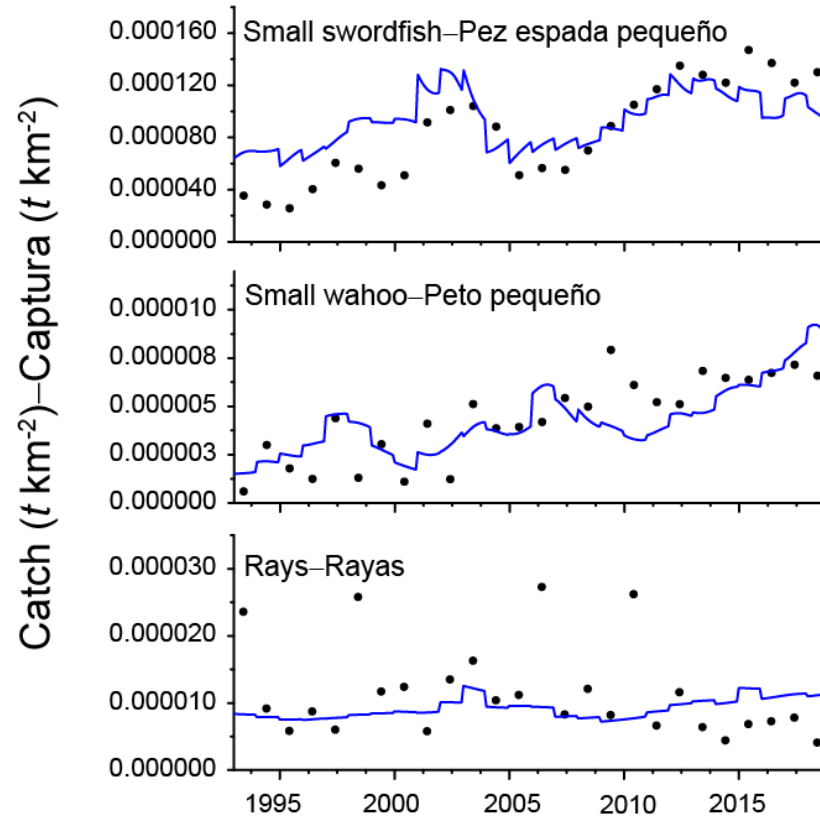 Catch (t km-2)–Captura (t km-2)
Small swordfish–Pez espada pequeño
0.000160
0.000120
0.000080
0.000040
0.000000
Small wahoo–Peto pequeño
0.000010
0.000008
0.000005
0.000003
0.000000
Rays–Rayas
0.000030
0.000020
0.000010
0.000000
1995 2000 2005 2010 2015